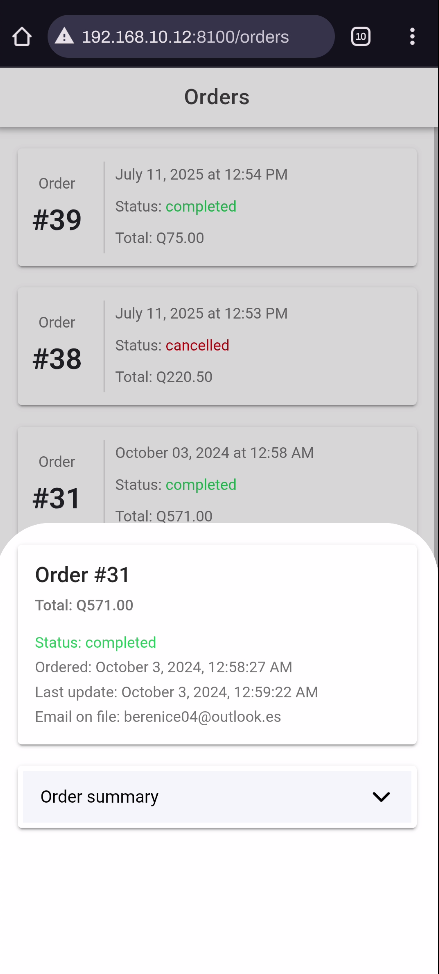 192.168.10.12:8100/orders
10
Orders
Order
#39
July 11, 2025 at 12:54 PM
Status: completed
Total: Q75.00
Order
#38
July 11, 2025 at 12:53 PM
Status: cancelled
Total: Q220.50
Order
#31
October 03, 2024 at 12:58 AM
Status: completed
Total: Q571.00
Order #31
Total: Q571.00
Status: completed
Ordered: October 3, 2024, 12:58:27 AM
Last update: October 3, 2024, 12:59:22 AM
Email on file: berenice04@outlook.es
Order summary